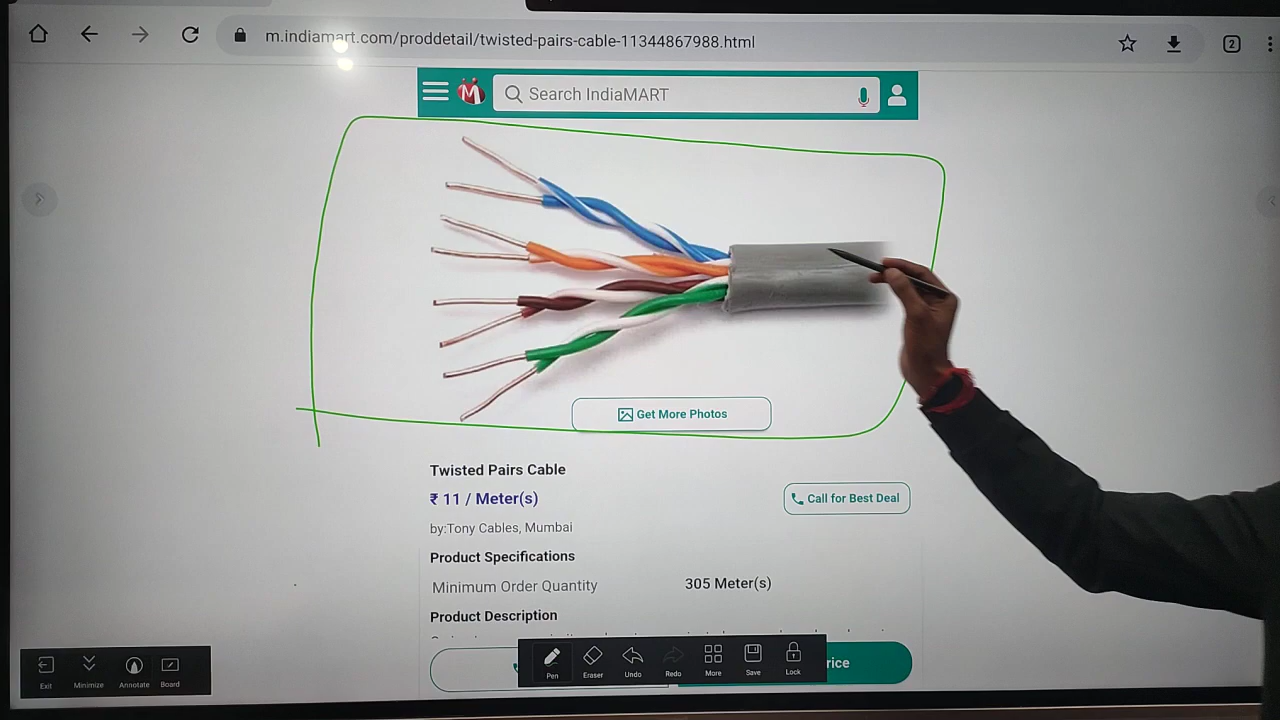 m.indiamart.com/proddetail/twisted-pairs-cable-11344867988.html
2
M
Search IndiaMART
Get More Photos
Twisted Pairs Cable
₹ 11 / Meter(s)
Call for Best Deal
by:Tony Cables, Mumbai
Product Specifications
Minimum Order Quantity 305 Meter(s)
Product Description
rice
Exit Minimize Annotate Board
Pen Eraser Undo Redo More Save Lock